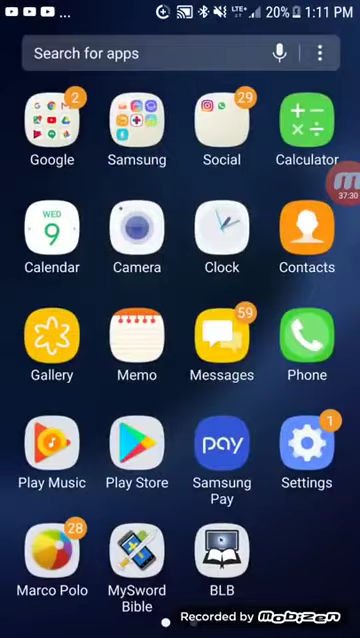 ... LTE+ 20% 1:11 PM
Search for apps
2
29
Google Samsung Social Calculator
37:30
WED
9
Calendar Camera Clock Contacts
59
Gallery Memo Messages Phone
pay
1
Play Music Play Store Samsung Pay Settings
28
Marco Polo MySword Bible BLB
Recorded by mobizen